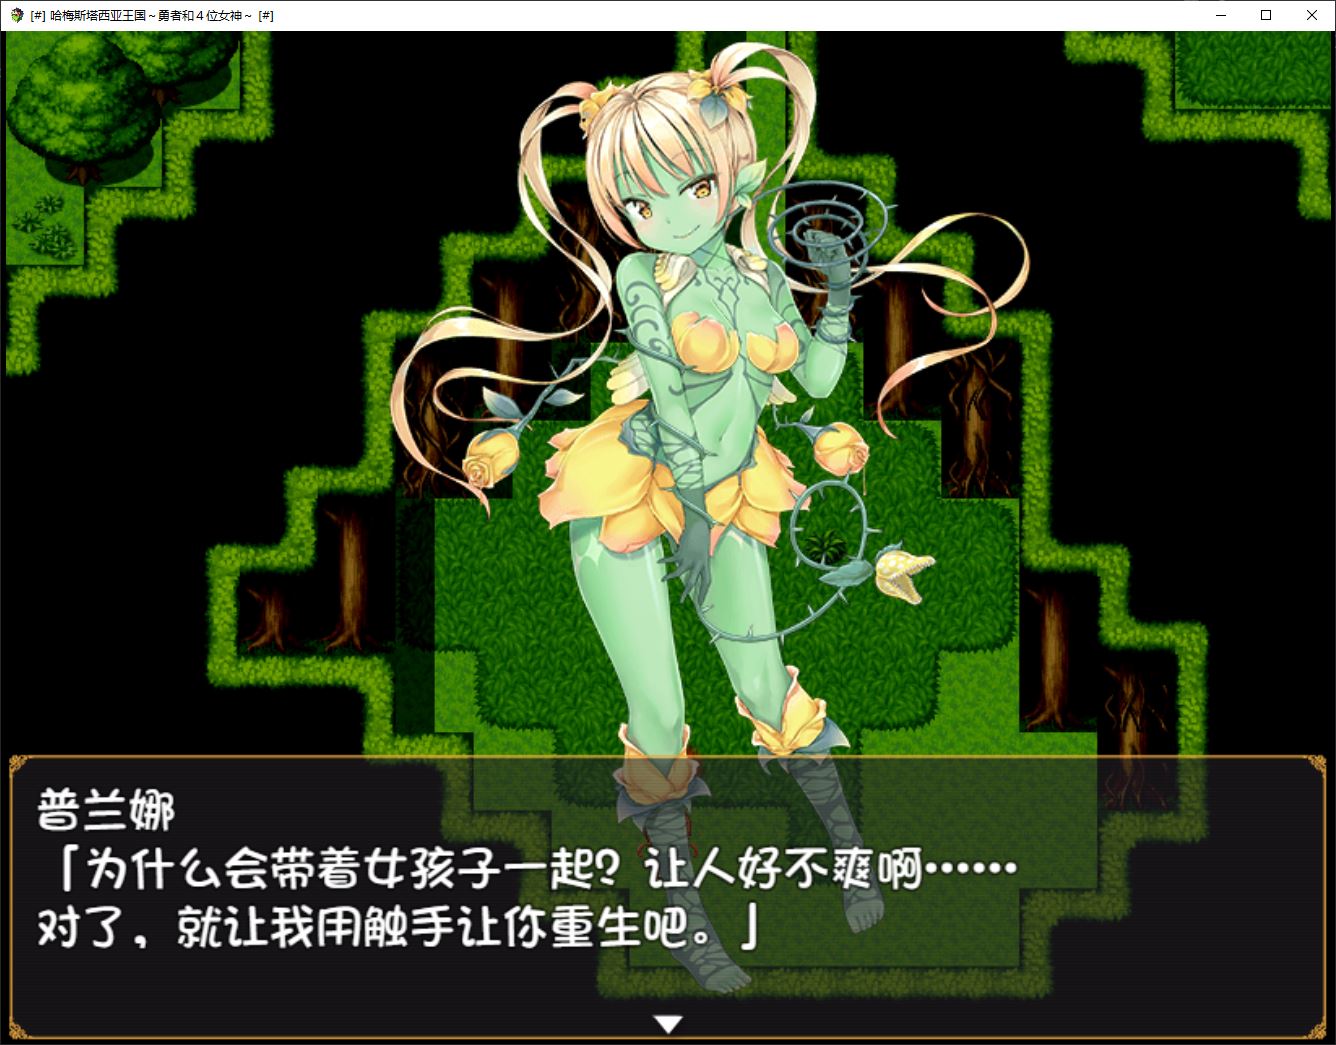 [#] 哈梅斯塔西亚王国～勇者和４位女神～ [#]
普兰娜
「为什么会带着女孩子一起？让人好不爽啊……
对了，就让我用触手让你重生吧。」